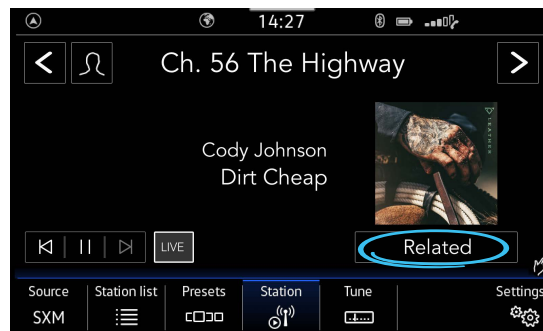 14:27
Ch. 56 The Highway
Cody Johnson
Dirt Cheap
LEATHER
LIVE
Related
Source
Station list
Presets
Station
Tune
Settings
SXM